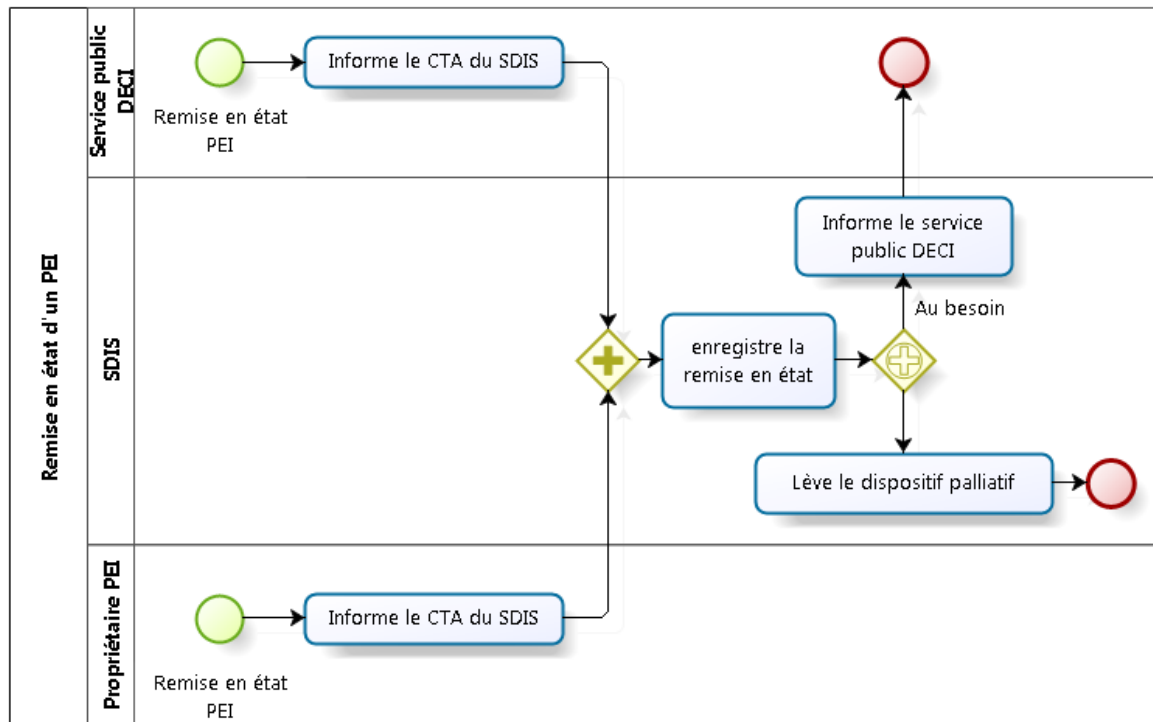 Remise en état d'un PEI
Service public
DECI
Informe le CTA du SDIS
Remise en état
PEI
SDIS
Informe le service
public DECI
Au besoin
enregistre la
remise en état
Lève le dispositif palliatif
Propriétaire PEI
Informe le CTA du SDIS
Remise en état
PEI